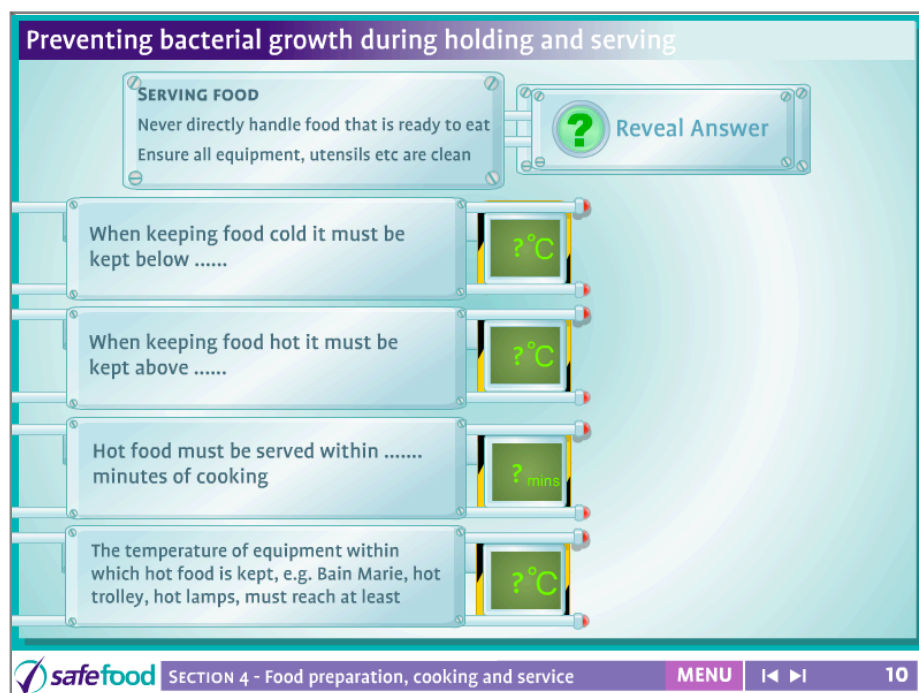 Preventing bacterial growth during holding and serving
SERVING FOOD
Never directly handle food that is ready to eat
Ensure all equipment, utensils etc are clean
? Reveal Answer
When keeping food cold it must be
kept below ......
?°C
When keeping food hot it must be
kept above ......
?°C
Hot food must be served within .......
minutes of cooking
? mins
The temperature of equipment within
which hot food is kept, e.g. Bain Marie, hot
trolley, hot lamps, must reach at least
?°C
safefood SECTION 4 - Food preparation, cooking and service MENU 10